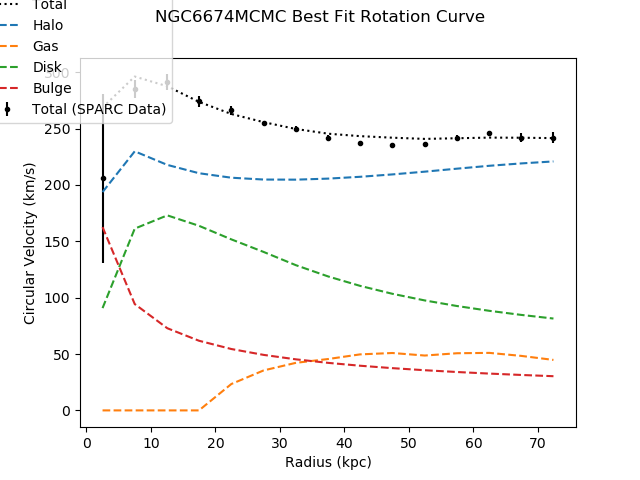 NGC6674MCMC Best Fit Rotation Curve
Total
Halo
Gas
Disk
Bulge
Total (SPARC Data)
300
250
200
150
100
50
0
Circular Velocity (km/s)
0 10 20 30 40 50 60 70
Radius (kpc)